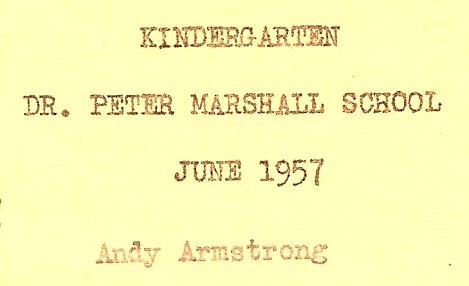 KINDERGARTEN
DR. PETER MARSHALL SCHOOL
JUNE 1957
Andy Armstrong